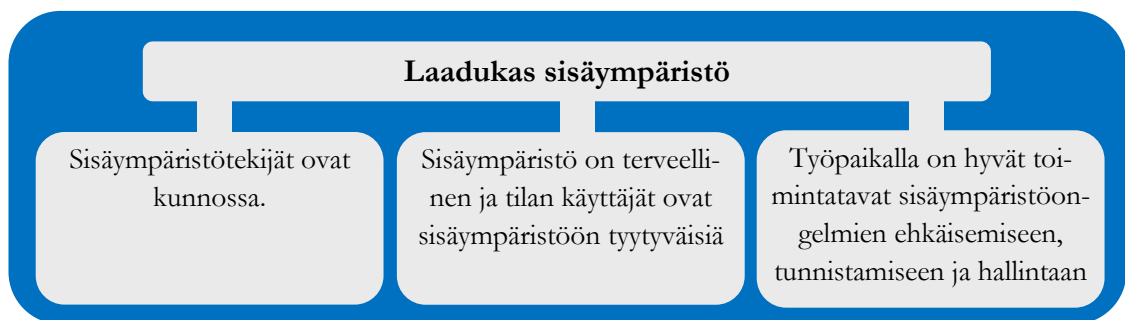 Laadukas sisäympäristö
Sisäympäristötekijät ovat
kunnossa.
Sisäympäristö on terveelli-
nen ja tilan käyttäjät ovat
sisäympäristöön tyytyväisiä
Työpaikalla on hyvät toi-
mintatavat sisäympäristöon-
gelmien ehkäisemiseen,
tunnistamiseen ja hallintaan